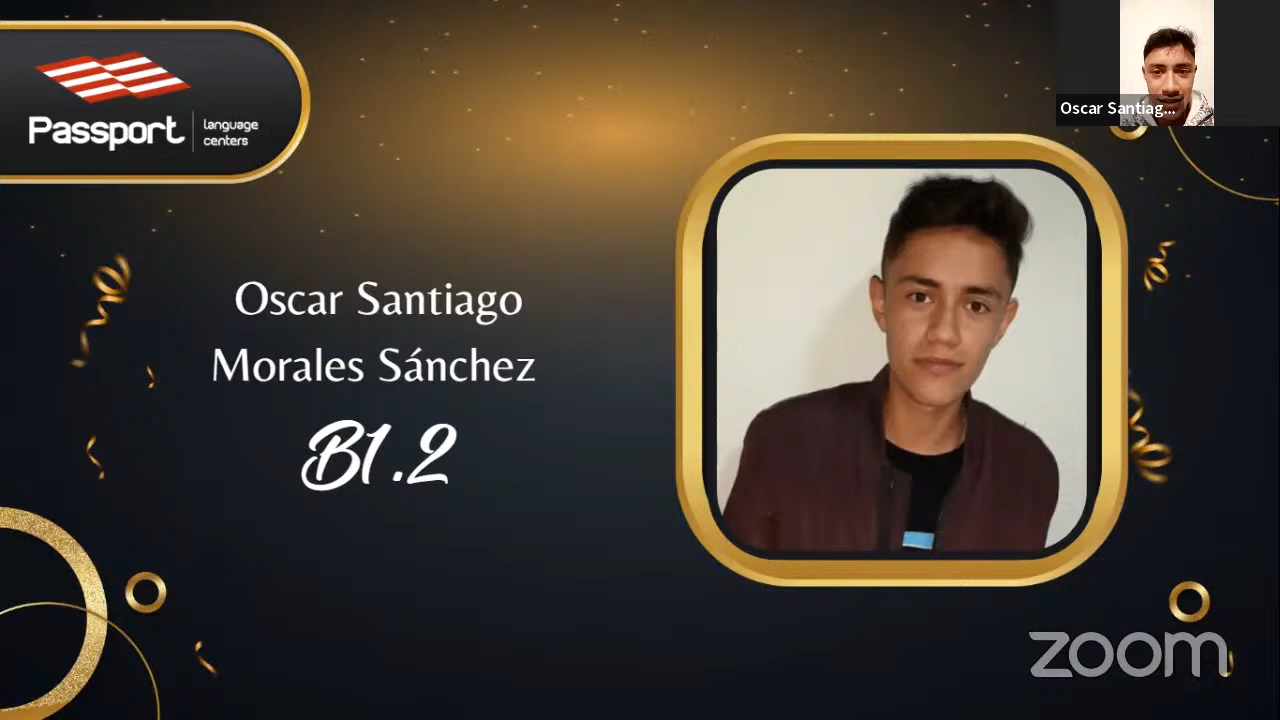 Passport
language
centers
Oscar Santiag...
Oscar Santiago
Morales Sánchez
B1.2
zoom